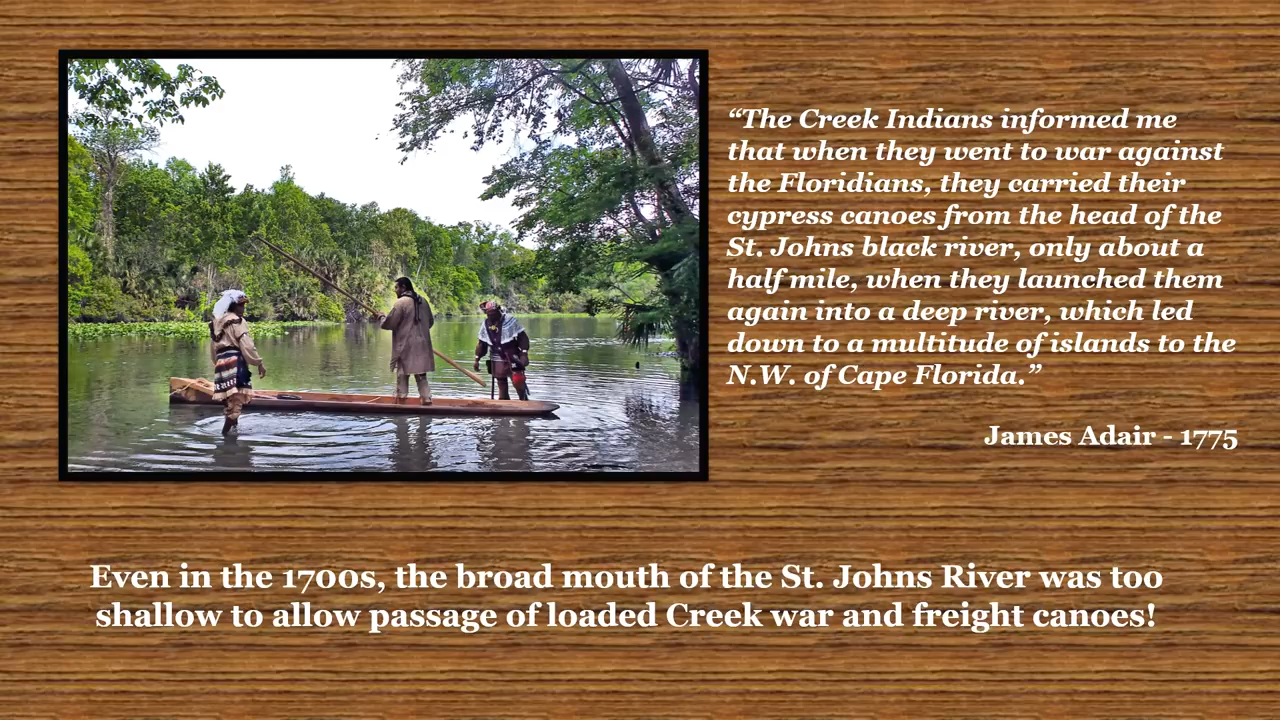 “The Creek Indians informed me
that when they went to war against
the Floridians, they carried their
cypress canoes from the head of the
St. Johns black river, only about a
half mile, when they launched them
again into a deep river, which led
down to a multitude of islands to the
N.W. of Cape Florida.”
James Adair - 1775
Even in the 1700s, the broad mouth of the St. Johns River was too
shallow to allow passage of loaded Creek war and freight canoes!